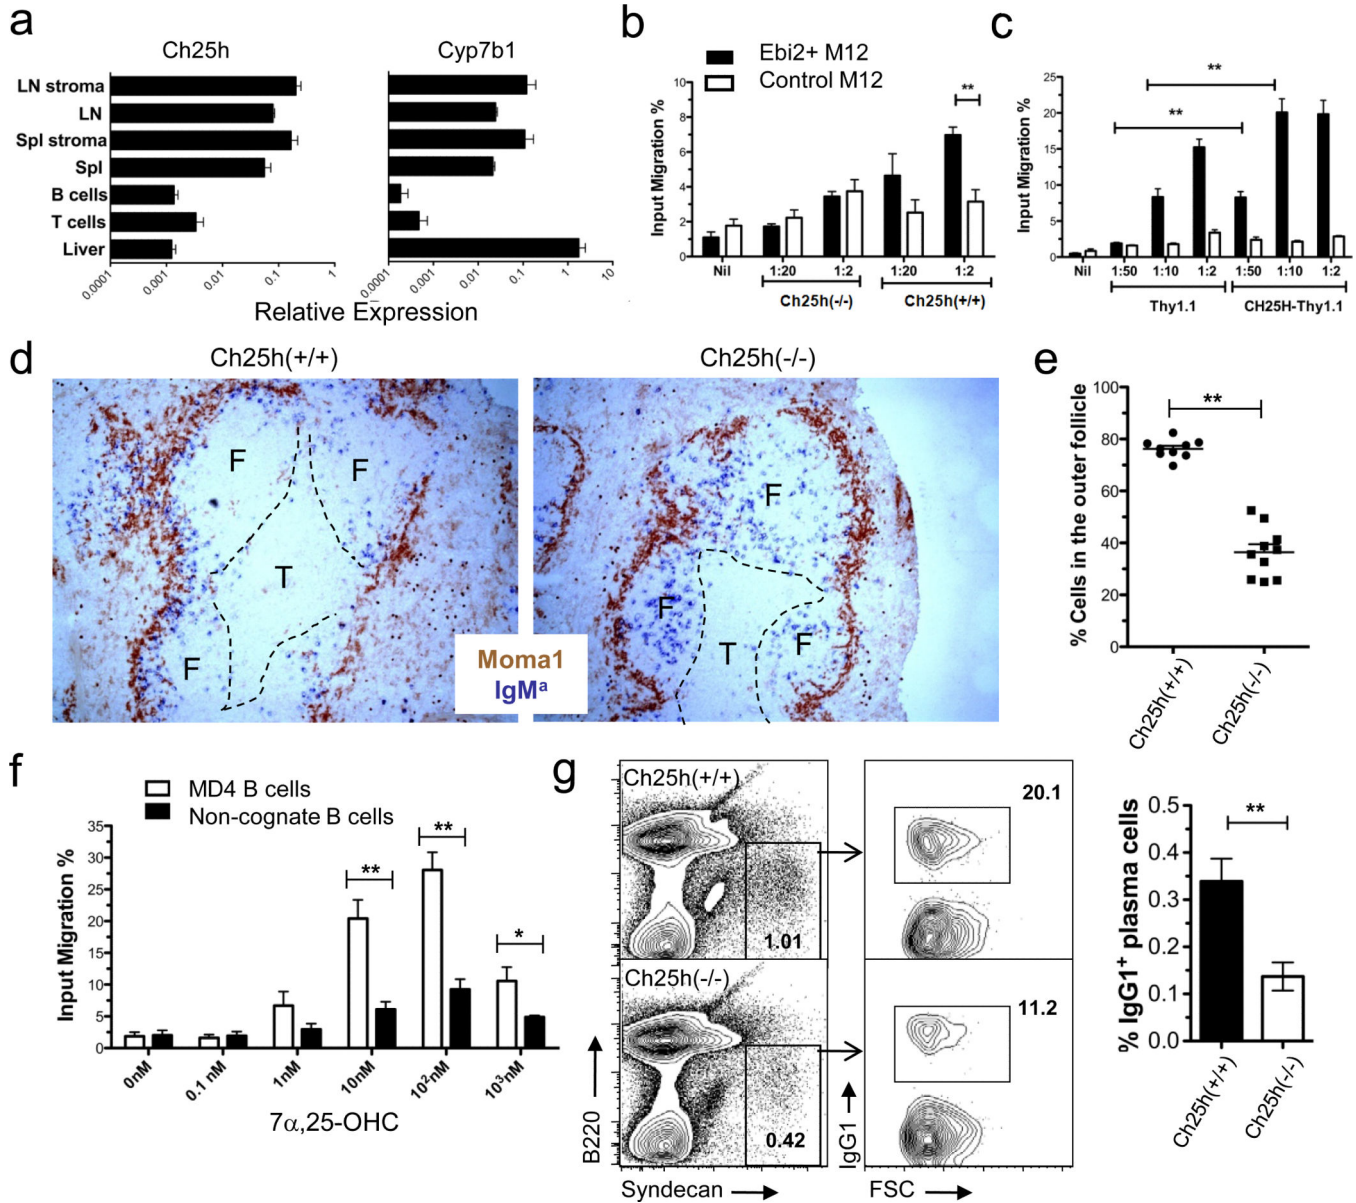 a
Ch25h
Cyp7b1
LN stroma
LN
Spl stroma
Spl
B cells
T cells
Liver
0.0001
0.001
0.01
0.1
1
0.0001
0.001
0.01
0.1
1
10
Relative Expression
b
Ebi2+ M12
Control M12
Input Migration %
10
8
6
4
2
0
**
Nil
1:20
1:2
1:20
1:2
Ch25h(-/-)
Ch25h(+/+)
c
Input Migration %
25
20
15
10
5
0
**
**
Nil
1:50
1:10
1:2
1:50
1:10
1:2
Thy1.1
CH25H-Thy1.1
d
Ch25h(+/+)
Ch25h(-/-)
F
F
T
F
F
F
T
F
Moma1
IgMᵃ
e
% Cells in the outer follicle
100
80
60
40
20
0
**
Ch25h(+/+)
Ch25h(-/-)
f
MD4 B cells
Non-cognate B cells
Input Migration %
35
30
25
20
15
10
5
0
**
**
*
0nM
0.1 nM
1nM
10nM
10²nM
10³nM
7α,25-OHC
g
Ch25h(+/+)
1.01
20.1
Ch25h(-/-)
0.42
11.2
B220
Syndecan
IgG1
FSC
% IgG1⁺ plasma cells
0.5
0.4
0.3
0.2
0.1
0.0
**
Ch25h(+/+)
Ch25h(-/-)